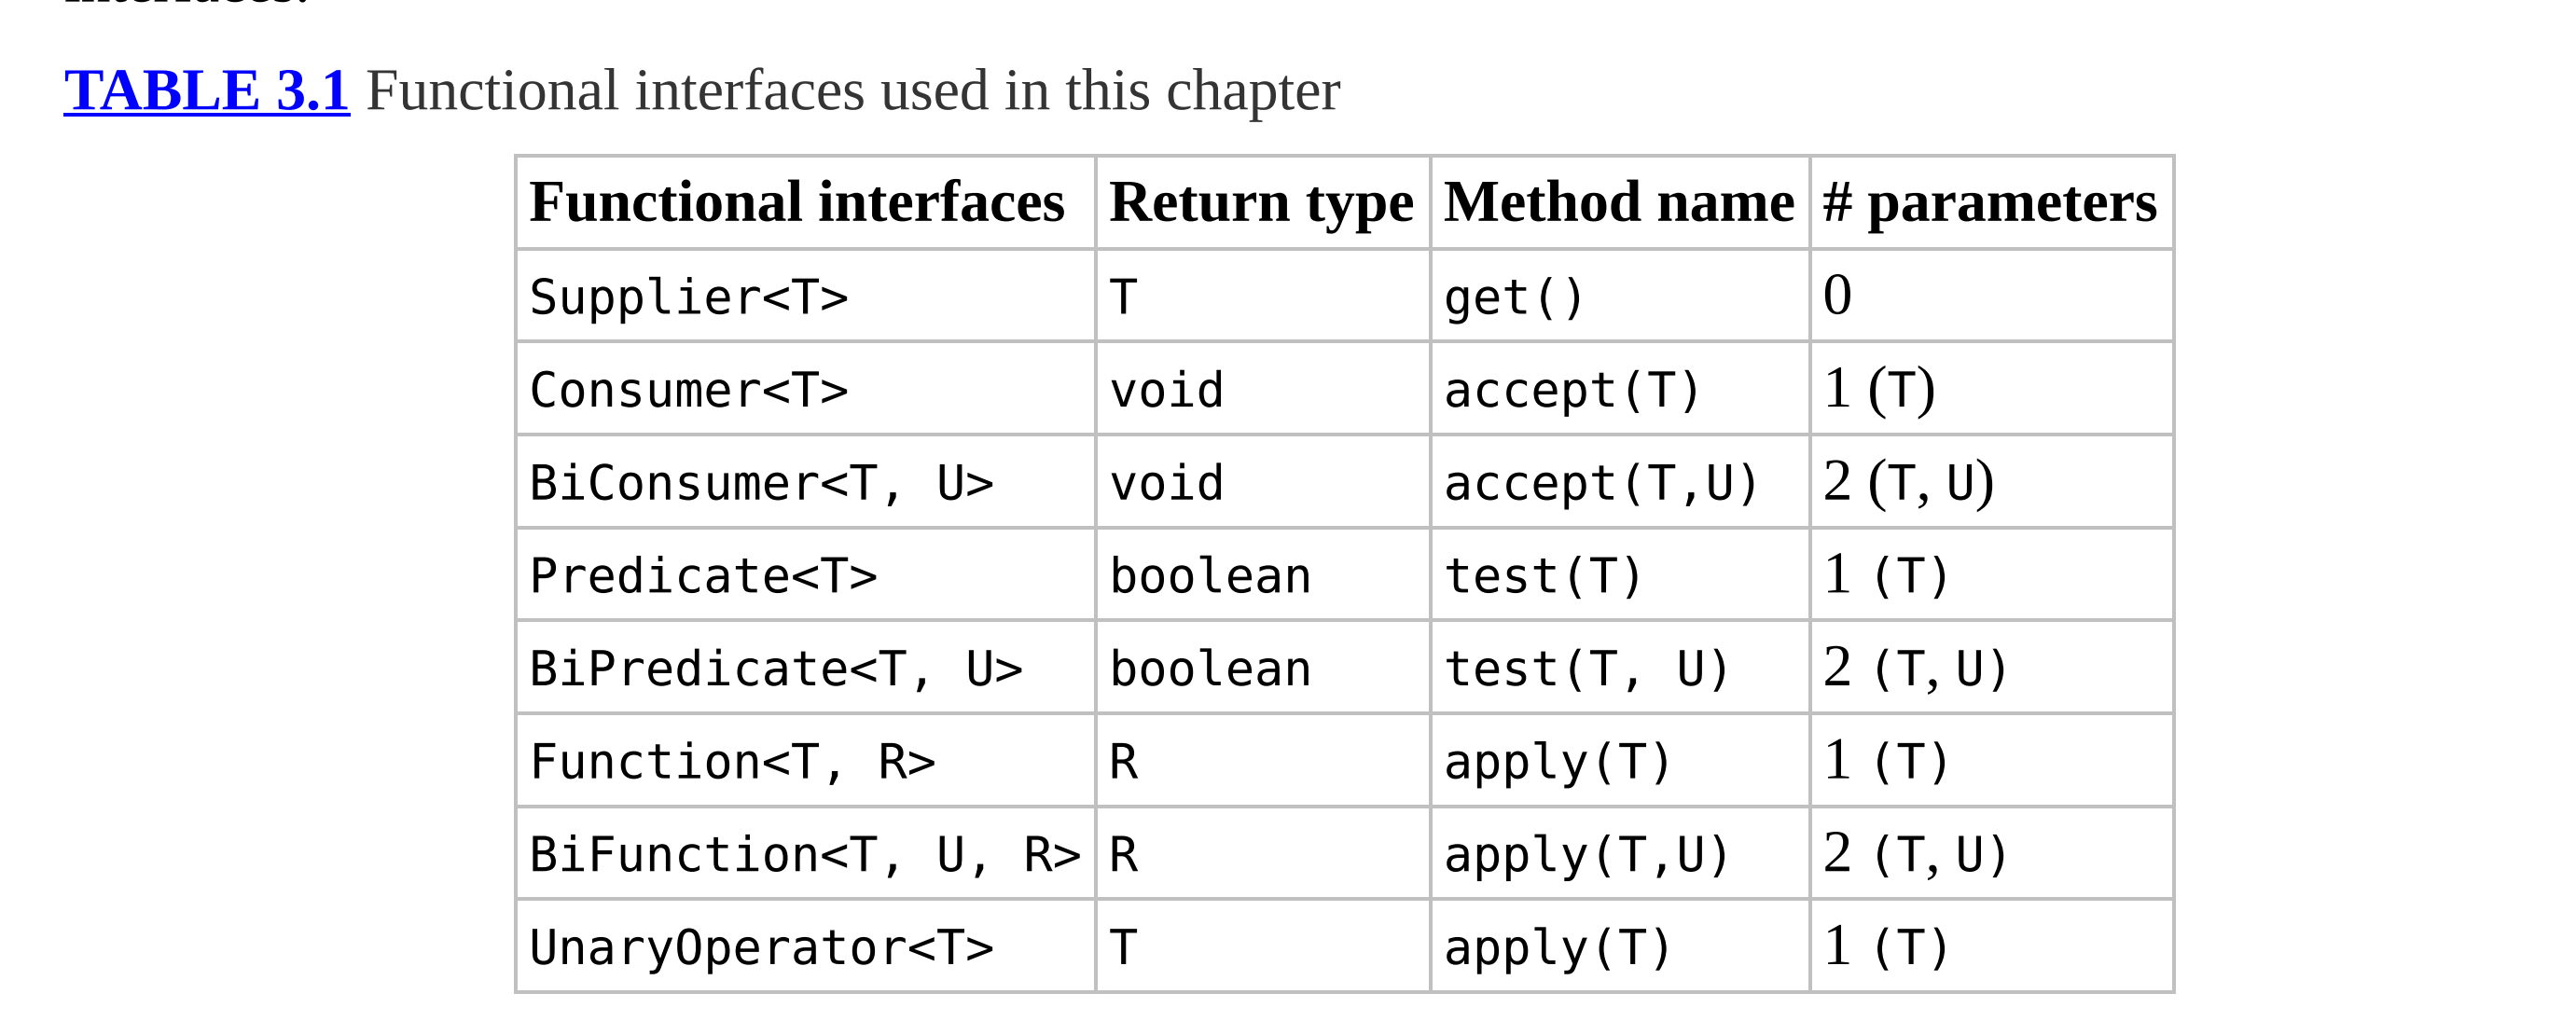 TABLE 3.1 Functional interfaces used in this chapter
Functional interfaces Return type Method name # parameters
Supplier<T> T get() 0
Consumer<T> void accept(T) 1 (T)
BiConsumer<T, U> void accept(T,U) 2 (T, U)
Predicate<T> boolean test(T) 1 (T)
BiPredicate<T, U> boolean test(T, U) 2 (T, U)
Function<T, R> R apply(T) 1 (T)
BiFunction<T, U, R> R apply(T,U) 2 (T, U)
UnaryOperator<T> T apply(T) 1 (T)